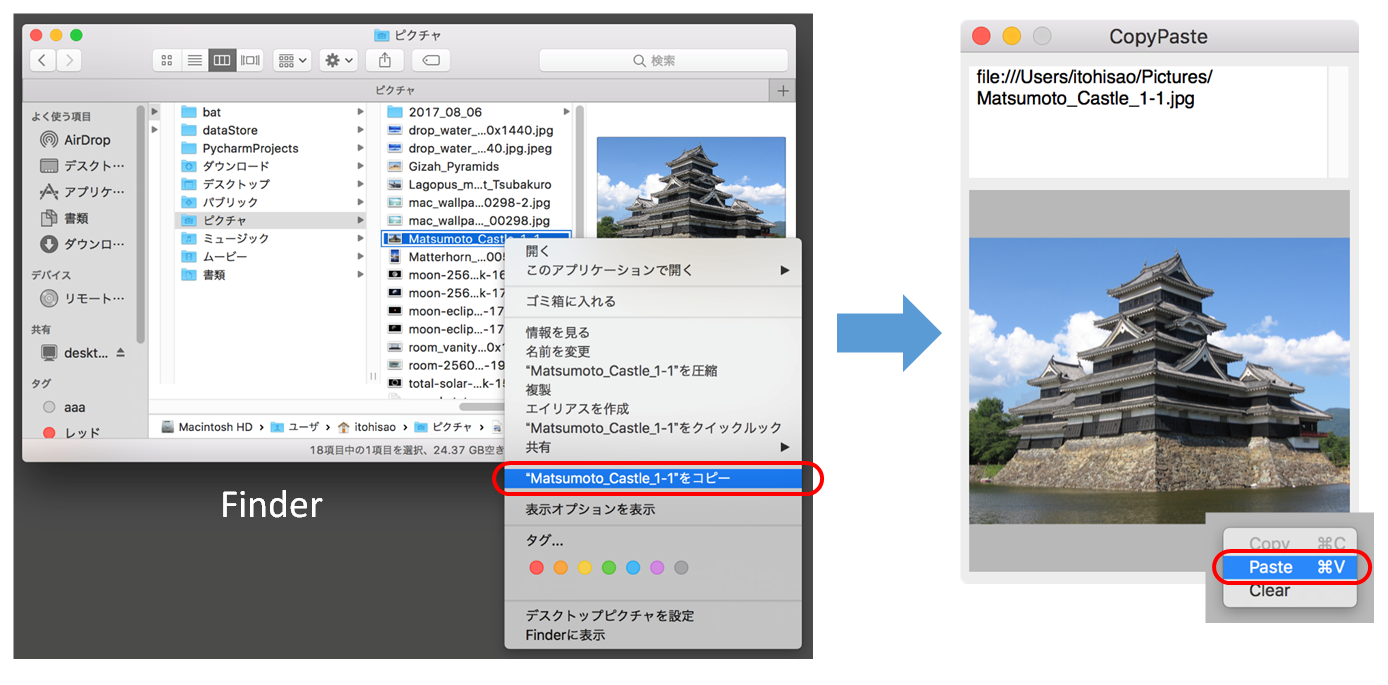 ピクチャ
検索
ピクチャ
よく使う項目
AirDrop
デスクト…
アプリケ…
書類
ダウンロ…
デバイス
リモート…
共有
deskt...
タグ
aaa
レッド
bat
dataStore
PycharmProjects
ダウンロード
デスクトップ
パブリック
ピクチャ
ミュージック
ムービー
書類
2017_08_06
drop_water_...0x1440.jpg
drop_water_...40.jpg.jpeg
Gizah_Pyramids
Lagopus_m...t_Tsubakuro
mac_wallpa...0298-2.jpg
mac_wallpa..._00298.jpg
Matsumoto_Castle_1-1
Matterhorn_...005
moon-256...k-16
moon-256...k-17
moon-eclip...-17
moon-eclip...-17
room_vanity...0x1
room-2560...-19
total-solar-...k-15
Macintosh HD › ユーザ › itohisao › ピクチャ ›
18項目中の1項目を選択、24.37 GB空き
開く
このアプリケーションで開く
ゴミ箱に入れる
情報を見る
名前を変更
“Matsumoto_Castle_1-1”を圧縮
複製
エイリアスを作成
“Matsumoto_Castle_1-1”をクイックルック
共有
“Matsumoto_Castle_1-1”をコピー
表示オプションを表示
タグ...
デスクトップピクチャを設定
Finderに表示
Finder
CopyPaste
file:///Users/itohisao/Pictures/
Matsumoto_Castle_1-1.jpg
Copy ⌘C
Paste ⌘V
Clear